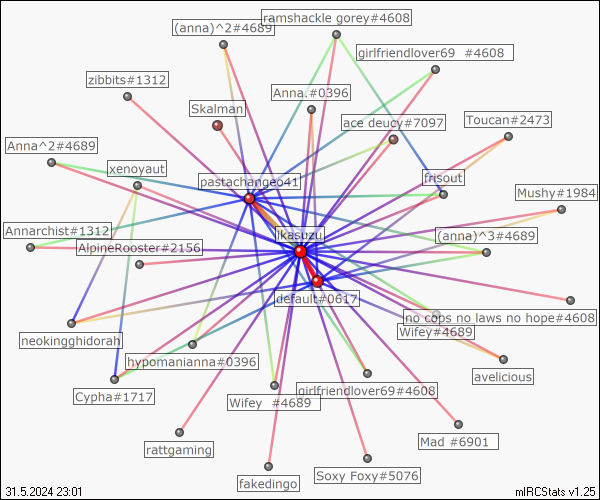 ramshackle gorey#4608
(anna)^2#4689
girlfriendlover69 #4608
zibbits#1312
Anna.#0396
Skalman
ace deucy#7097
Toucan#2473
Anna^2#4689
xenoyaut
pastachangeo41
frisout
Mushy#1984
Annarchist#1312
ikasuzu
(anna)^3#4689
AlpineRooster#2156
default#0617
no cops no laws no hope#4608
Wifey#4689
neokingghidorah
hypomanianna#0396
avelicious
Cypha#1717
girlfriendlover69#4608
Wifey #4689
Mad #6901
rattgaming
Soxy Foxy#5076
fakedingo
31.5.2024 23:01
mIRCStats v1.25